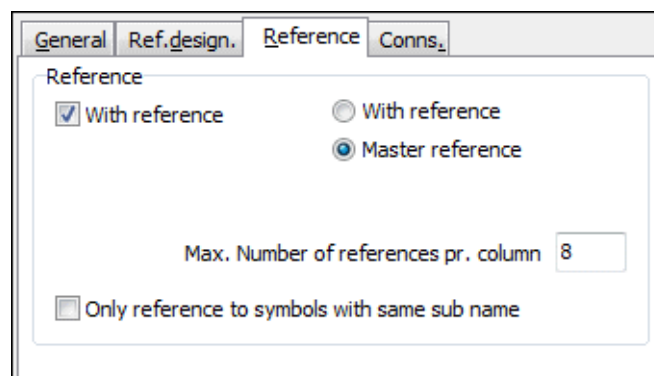 General Ref.design. Reference Conns.
Reference
With reference With reference
Master reference
Max. Number of references pr. column 8
Only reference to symbols with same sub name